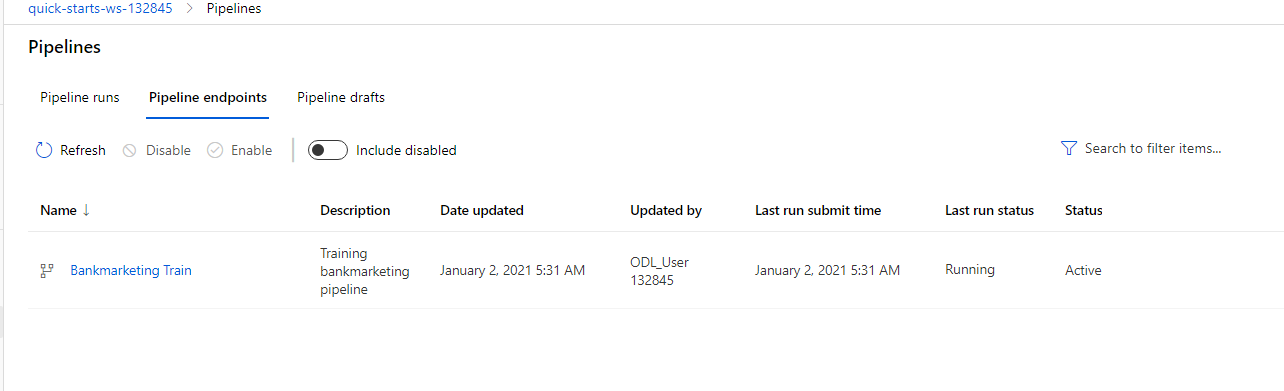 quick-starts-ws-132845 > Pipelines
Pipelines
Pipeline runs Pipeline endpoints Pipeline drafts
Refresh Disable Enable Include disabled Search to filter items...
Name ↓ Description Date updated Updated by Last run submit time Last run status Status
Bankmarketing Train Training bankmarketing pipeline January 2, 2021 5:31 AM ODL_User 132845 January 2, 2021 5:31 AM Running Active